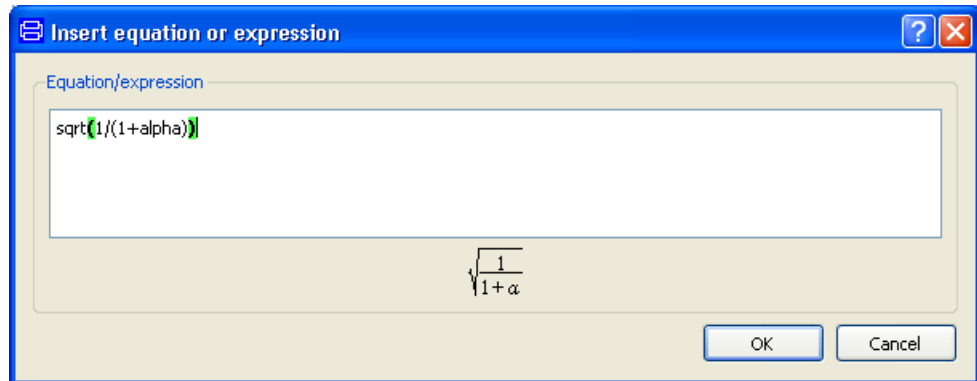 Insert equation or expression
Equation/expression
sqrt(1/(1+alpha))
√(1/(1+α))
OK Cancel